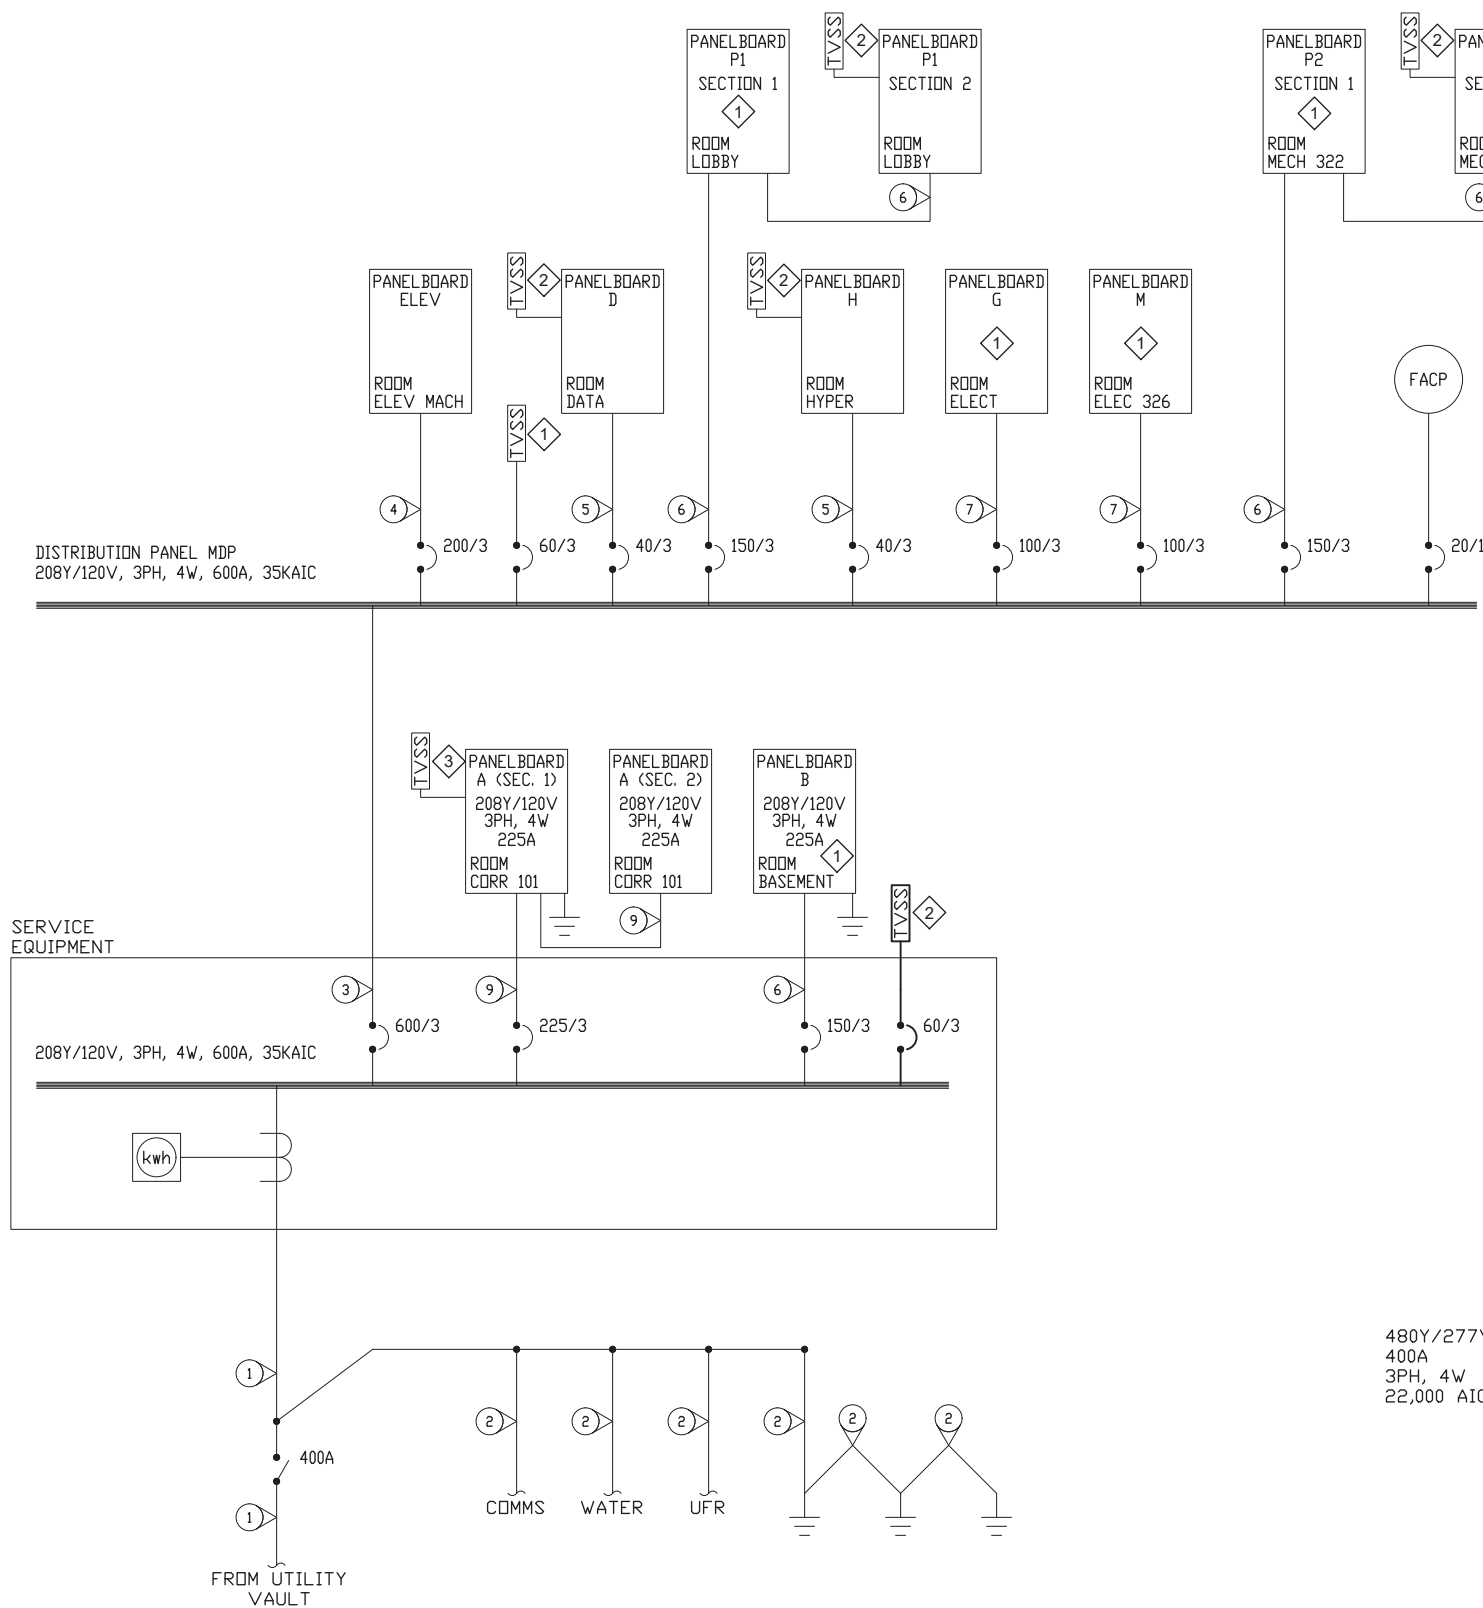 PANELBOARD
P1
SECTION 1
1
ROOM
LOBBY
TVSS
2
PANELBOARD
P1
SECTION 2
ROOM
LOBBY
6
PANELBOARD
P2
SECTION 1
1
ROOM
MECH 322
TVSS
2
6
PANELBOARD
ELEV
ROOM
ELEV MACH
TVSS
2
PANELBOARD
D
ROOM
DATA
TVSS
1
TVSS
2
PANELBOARD
H
ROOM
HYPER
PANELBOARD
G
1
ROOM
ELECT
PANELBOARD
M
1
ROOM
ELEC 326
FACP
4
5
6
5
7
7
6
DISTRIBUTION PANEL MDP
208Y/120V, 3PH, 4W, 600A, 35KAIC
200/3
60/3
40/3
150/3
40/3
100/3
100/3
150/3
20/1
TVSS
3
PANELBOARD
A (SEC. 1)
208Y/120V
3PH, 4W
225A
ROOM
CORR 101
PANELBOARD
A (SEC. 2)
208Y/120V
3PH, 4W
225A
ROOM
CORR 101
9
PANELBOARD
B
208Y/120V
3PH, 4W
225A
1
ROOM
BASEMENT
TVSS
2
SERVICE
EQUIPMENT
3
9
6
600/3
225/3
150/3
60/3
208Y/120V, 3PH, 4W, 600A, 35KAIC
kwh
1
2
2
2
2
2
2
400A
1
COMMS
WATER
UFR
FROM UTILITY
VAULT
480Y/277V
400A
3PH, 4W
22,000 AIC